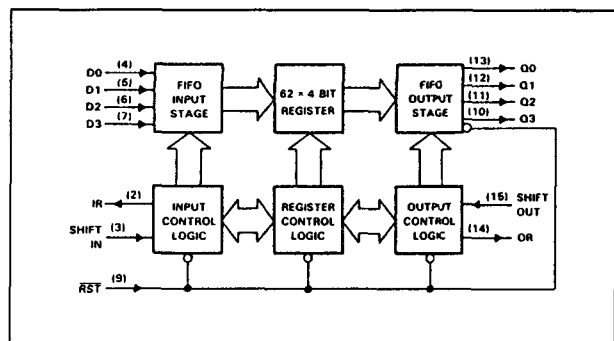 D0 (4)
D1 (5)
D2 (6)
D3 (7)
FIFO
INPUT
STAGE
62 × 4 BIT
REGISTER
FIFO
OUTPUT
STAGE
(13) Q0
(12) Q1
(11) Q2
(10) Q3
IR (2)
SHIFT
IN (3)
INPUT
CONTROL
LOGIC
REGISTER
CONTROL
LOGIC
OUTPUT
CONTROL
LOGIC
(15) SHIFT
OUT
(14) OR
R̅S̅T̅ (9)